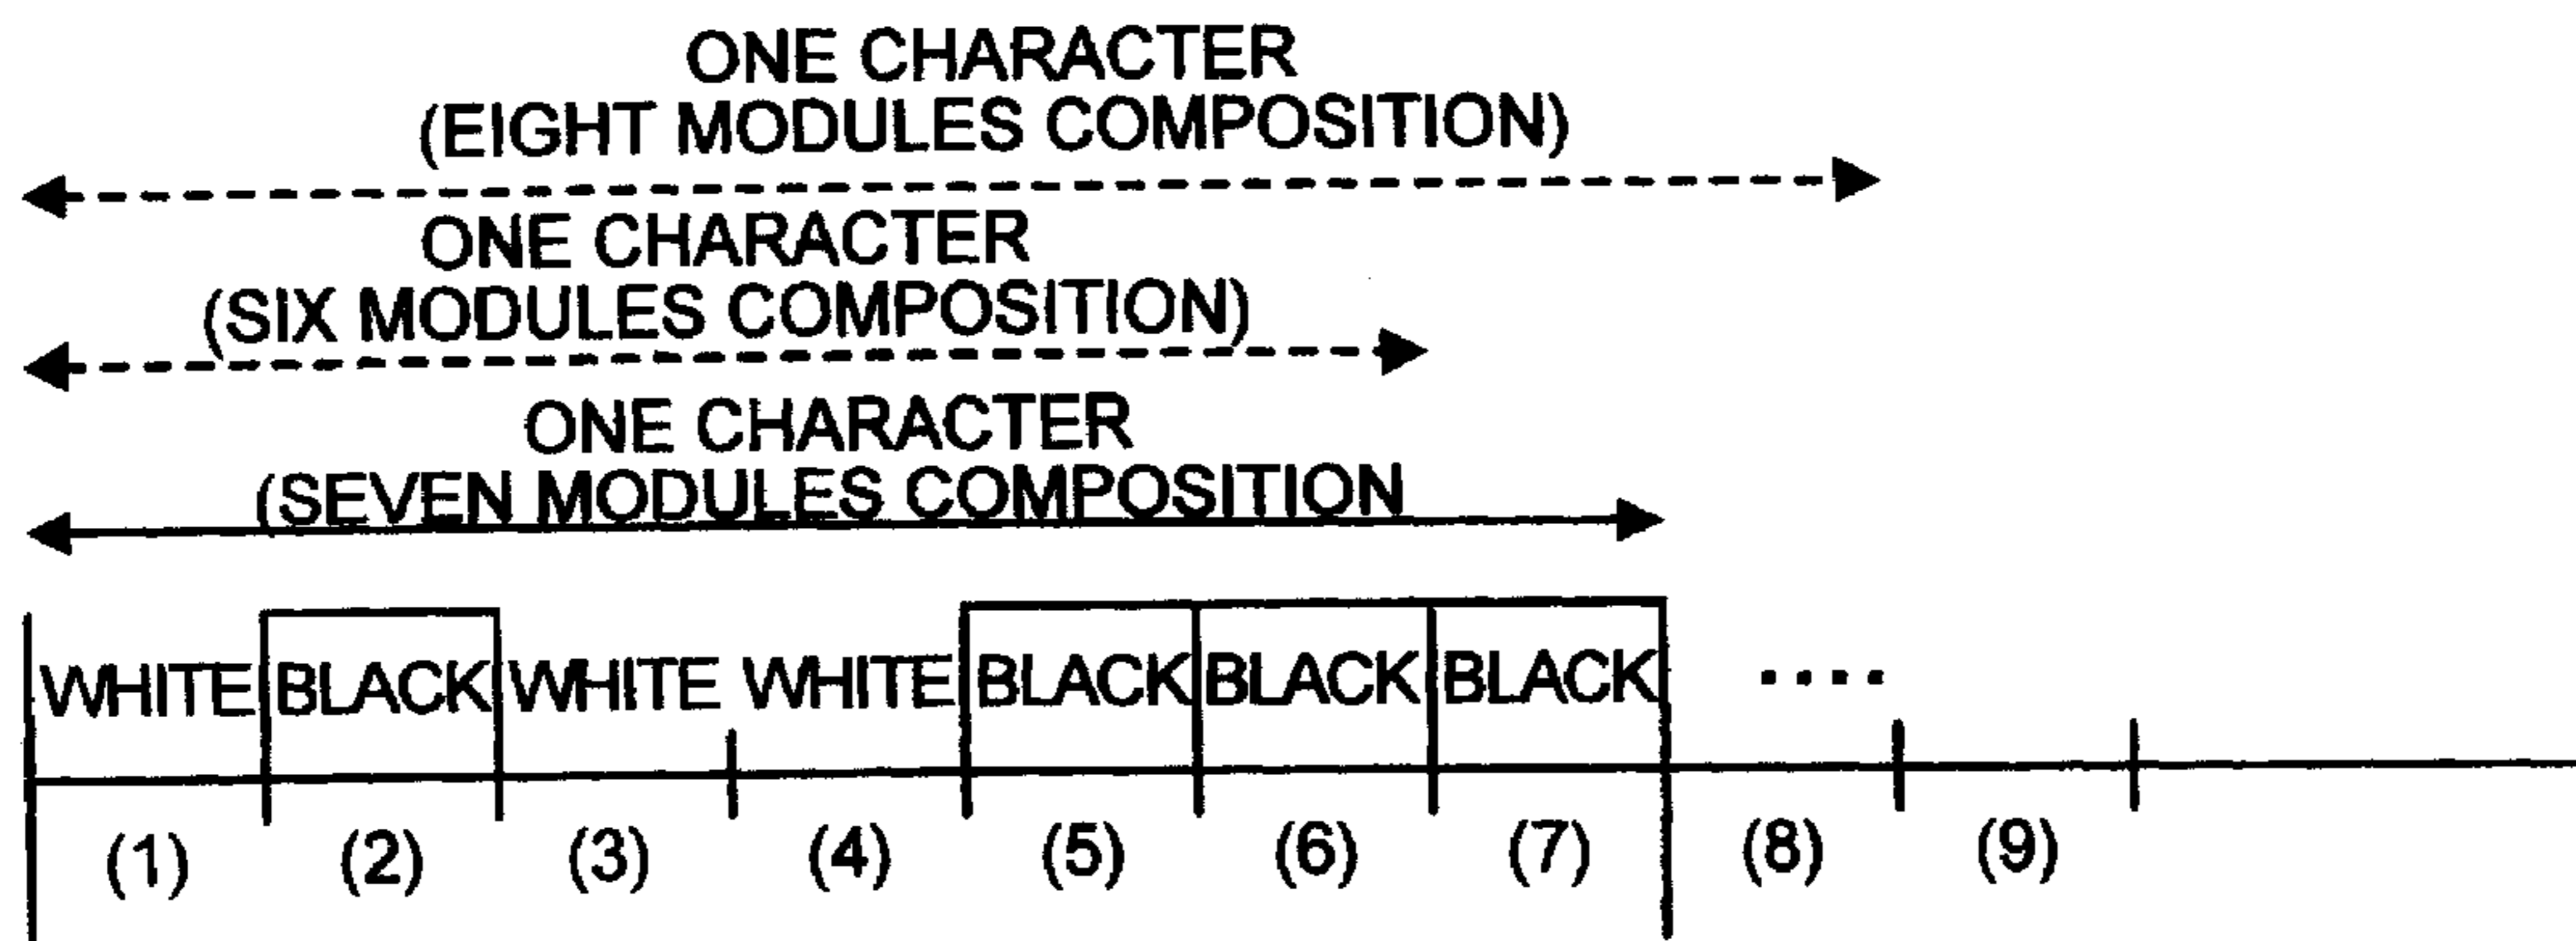 ONE CHARACTER
(EIGHT MODULES COMPOSITION)
ONE CHARACTER
(SIX MODULES COMPOSITION)
ONE CHARACTER
(SEVEN MODULES COMPOSITION
WHITE BLACK WHITE WHITE BLACK BLACK BLACK ....
(1) (2) (3) (4) (5) (6) (7) (8) (9)